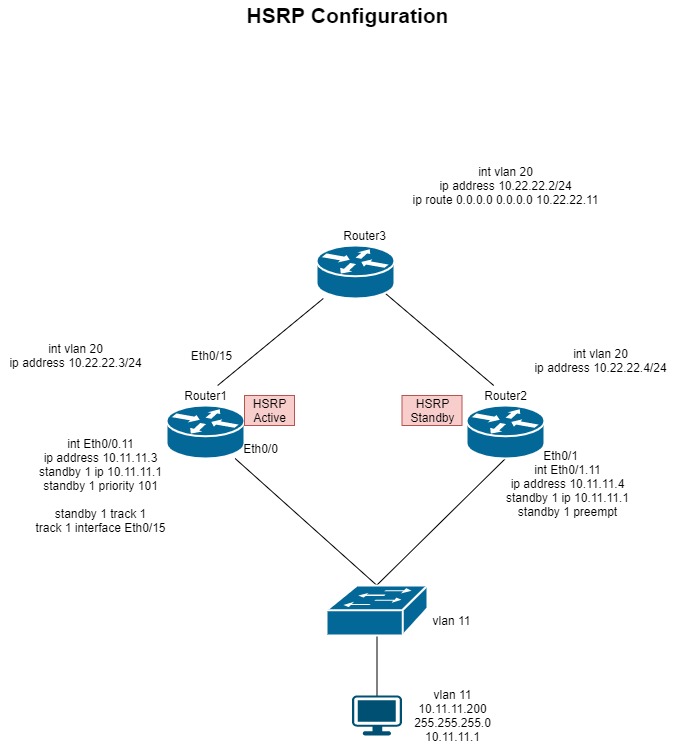 HSRP Configuration
int vlan 20
ip address 10.22.22.2/24
ip route 0.0.0.0 0.0.0.0 10.22.22.11
Router3
int vlan 20
ip address 10.22.22.3/24
Eth0/15
int vlan 20
ip address 10.22.22.4/24
Router1
HSRP
Active
HSRP
Standby
Router2
int Eth0/0.11
ip address 10.11.11.3
standby 1 ip 10.11.11.1
standby 1 priority 101
standby 1 track 1
track 1 interface Eth0/15
Eth0/0
Eth0/1
int Eth0/1.11
ip address 10.11.11.4
standby 1 ip 10.11.11.1
standby 1 preempt
vlan 11
vlan 11
10.11.11.200
255.255.255.0
10.11.11.1